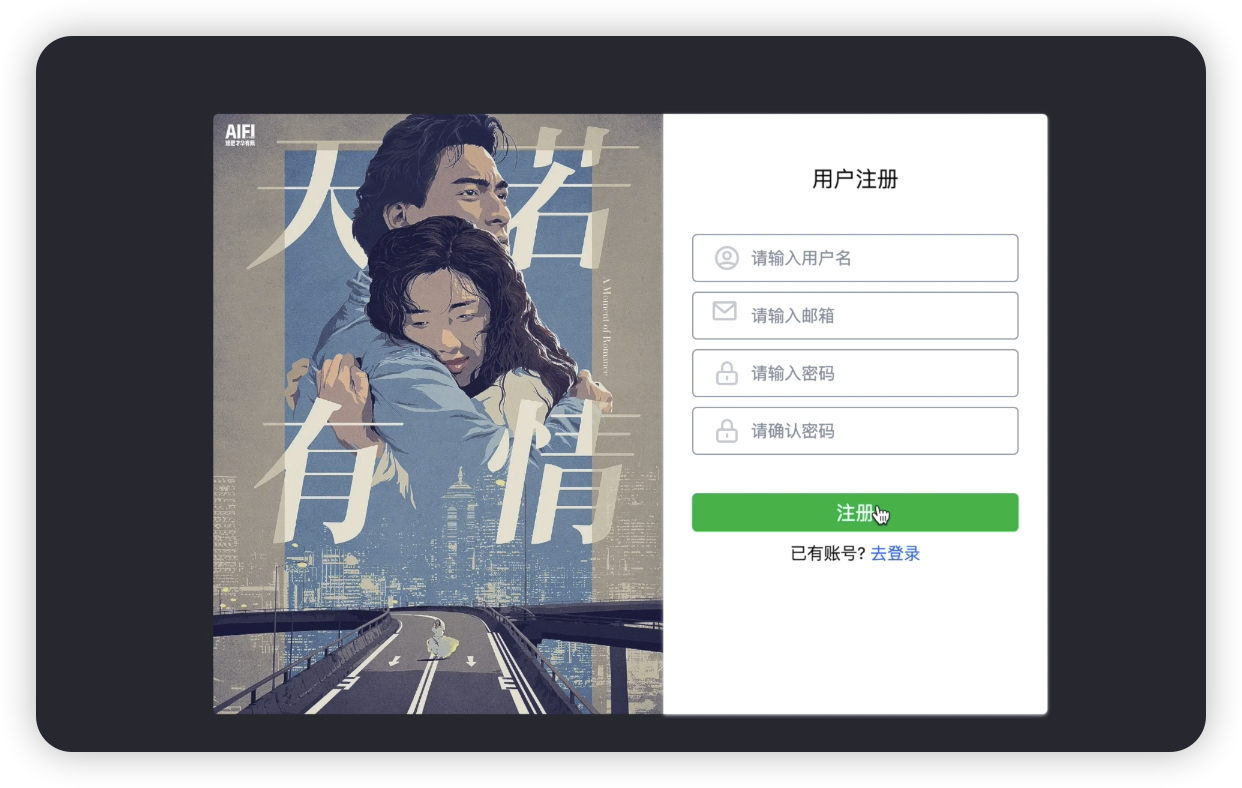 AIFI
天若
A Moment of Romance
有情
用户注册
请输入用户名
请输入邮箱
请输入密码
请确认密码
注册
已有账号? 去登录